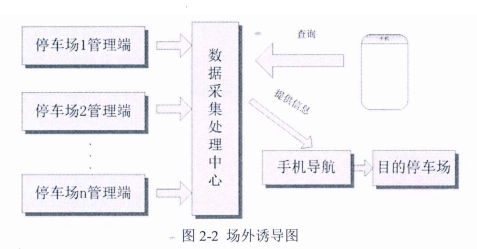 停车场1管理端
停车场2管理端
停车场n管理端
数据采集处理中心
查询
手机
提供信息
手机导航
目的停车场
图 2-2 场外诱导图